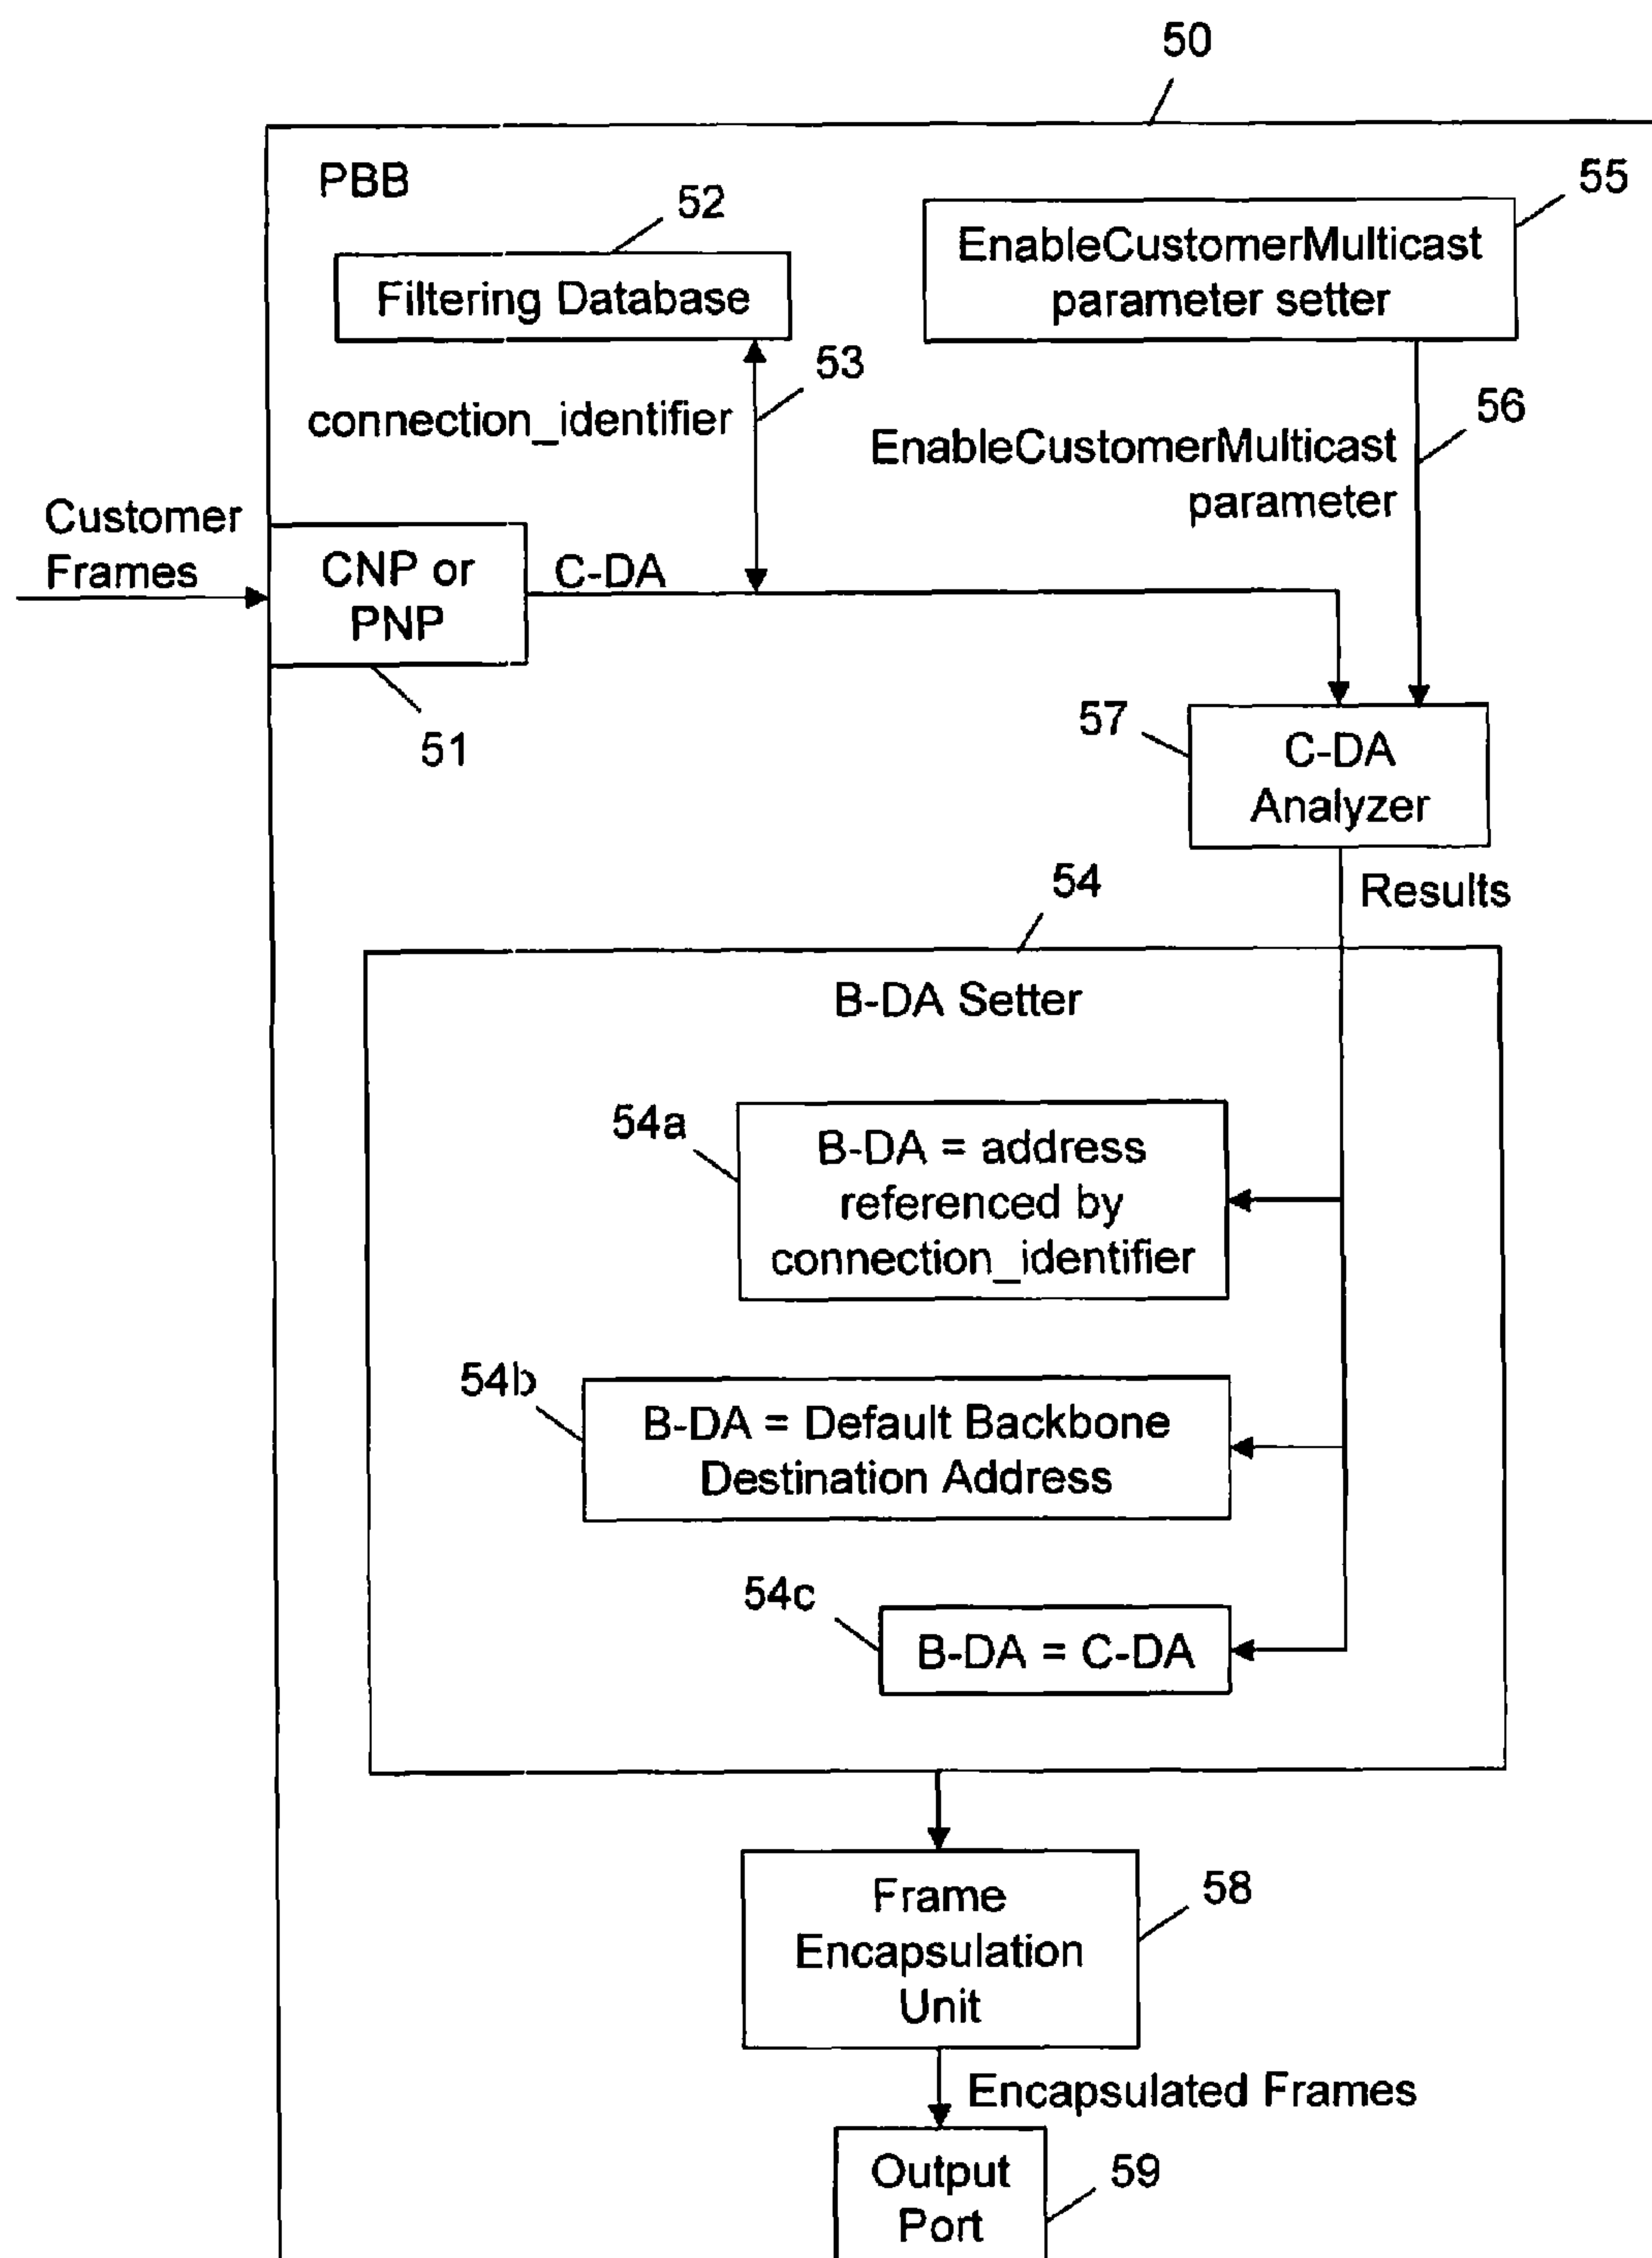 50
PBB
52
55
Filtering Database
EnableCustomerMulticast
parameter setter
53
connection_identifier
56
EnableCustomerMulticast
parameter
Customer
Frames
CNP or
PNP
C-DA
51
57
C-DA
Analyzer
Results
54
B-DA Setter
54a
B-DA = address
referenced by
connection_identifier
54b
B-DA = Default Backbone
Destination Address
54c
B-DA = C-DA
Frame
Encapsulation
Unit
58
Encapsulated Frames
Output
Port
59